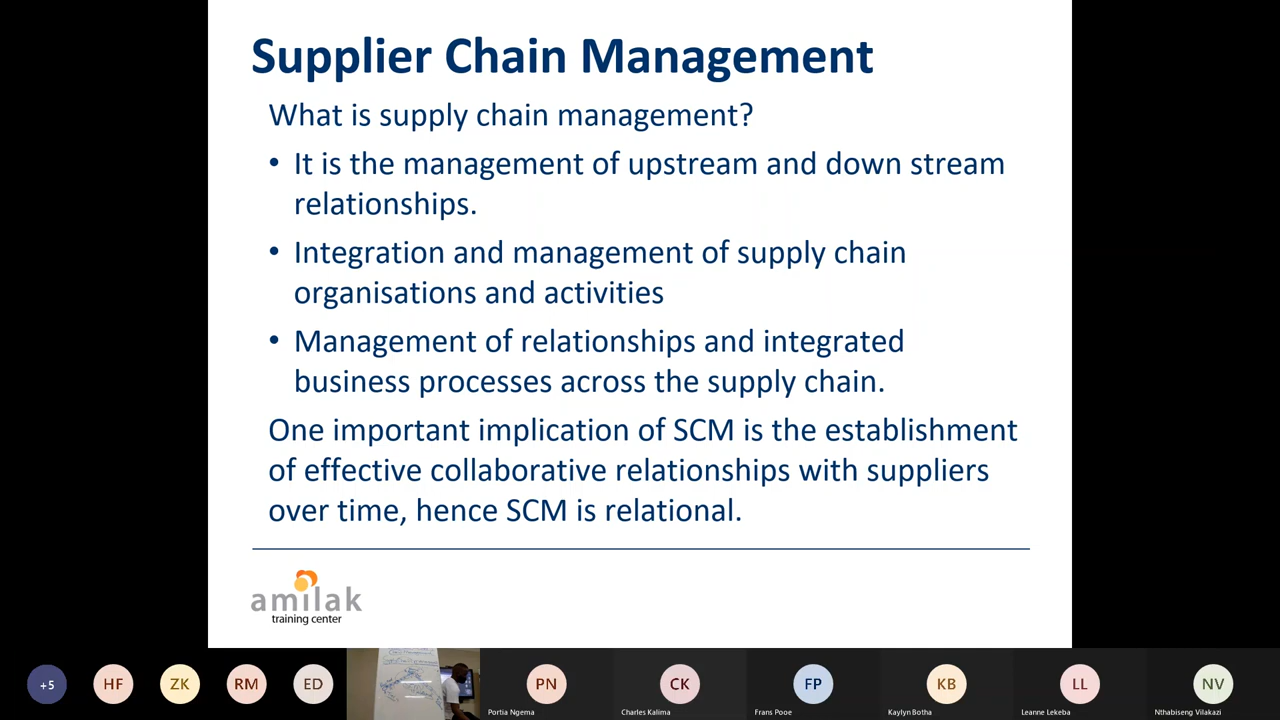 Supplier Chain Management
What is supply chain management?
• It is the management of upstream and down stream
relationships.
• Integration and management of supply chain
organisations and activities
• Management of relationships and integrated
business processes across the supply chain.
One important implication of SCM is the establishment
of effective collaborative relationships with suppliers
over time, hence SCM is relational.
amilak
training center
+5
HF
ZK
RM
ED
PN
CK
FP
KB
LL
NV
Portia Ngema
Charles Kalima
Frans Pooe
Kaylyn Botha
Leanne Lekeba
Nthabiseng Vilakazi